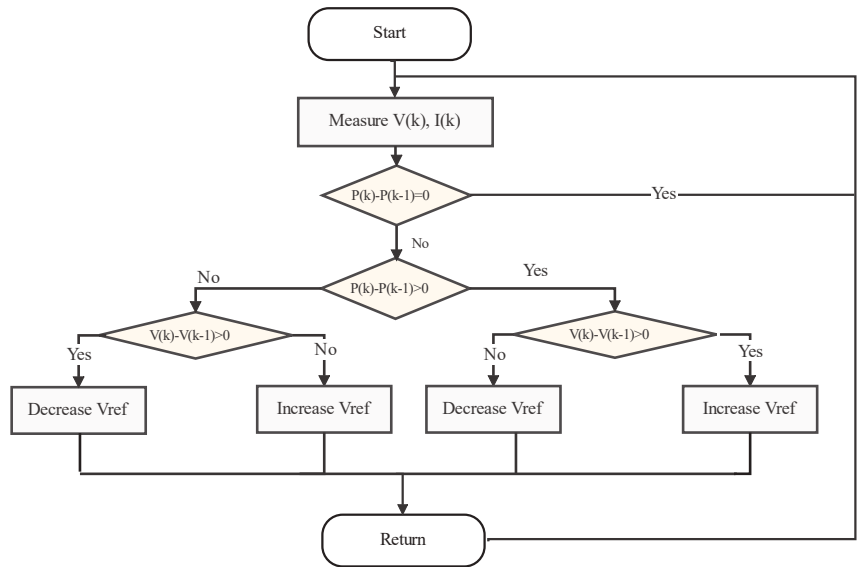 Start
Measure V(k), I(k)
P(k)-P(k-1)=0
Yes
No
P(k)-P(k-1)>0
No
Yes
V(k)-V(k-1)>0
V(k)-V(k-1)>0
Yes
No
No
Yes
Decrease Vref
Increase Vref
Decrease Vref
Increase Vref
Return